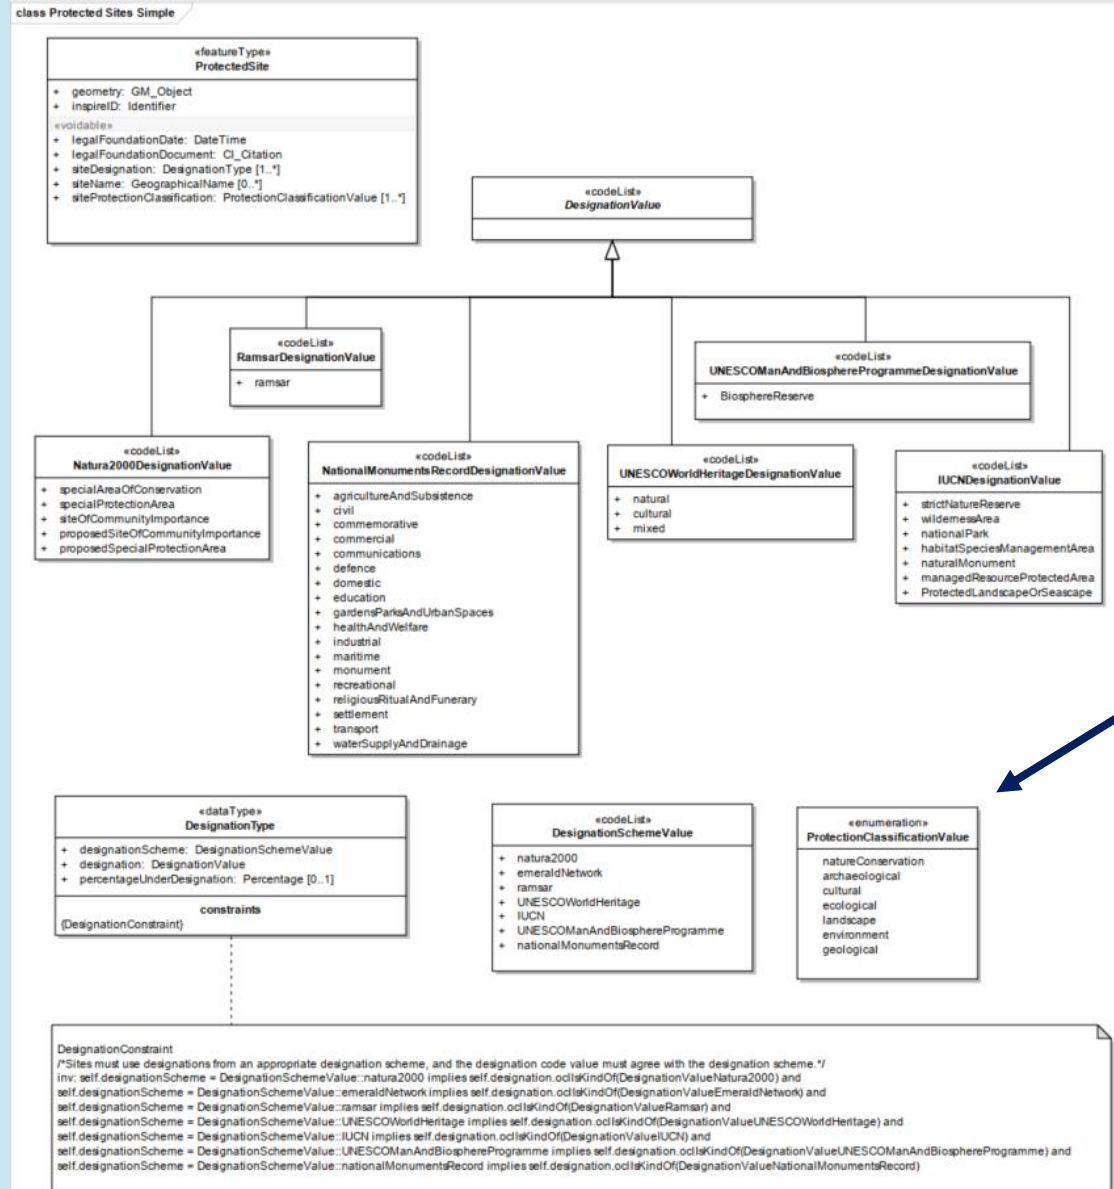 class Protected Sites Simple
«featureType»
ProtectedSite
+ geometry: GM_Object
+ inspireID: Identifier
«voidable»
+ legalFoundationDate: DateTime
+ legalFoundationDocument: CI_Citation
+ siteDesignation: DesignationType [1..*]
+ siteName: GeographicalName [0..*]
+ siteProtectionClassification: ProtectionClassificationValue [1..*]
«codeList»
DesignationValue
«codeList»
RamsarDesignationValue
+ ramsar
«codeList»
UNESCOManAndBiosphereProgrammeDesignationValue
+ BiosphereReserve
«codeList»
Natura2000DesignationValue
+ specialAreaOfConservation
+ specialProtectionArea
+ siteOfCommunityImportance
+ proposedSiteOfCommunityImportance
+ proposedSpecialProtectionArea
«codeList»
NationalMonumentsRecordDesignationValue
+ agricultureAndSubsistence
+ civil
+ commemorative
+ commercial
+ communications
+ defence
+ domestic
+ education
+ gardensParksAndUrbanSpaces
+ healthAndWelfare
+ industrial
+ maritime
+ monument
+ recreational
+ religiousRitualAndFunerary
+ settlement
+ transport
+ waterSupplyAndDrainage
«codeList»
UNESCOWorldHeritageDesignationValue
+ natural
+ cultural
+ mixed
«codeList»
IUCNDesignationValue
+ strictNatureReserve
+ wildernessArea
+ nationalPark
+ habitatSpeciesManagementArea
+ naturalMonument
+ managedResourceProtectedArea
+ ProtectedLandscapeOrSeascape
«dataType»
DesignationType
+ designationScheme: DesignationSchemeValue
+ designation: DesignationValue
+ percentageUnderDesignation: Percentage [0..1]
constraints
{DesignationConstraint}
«codeList»
DesignationSchemeValue
+ natura2000
+ emeraldNetwork
+ ramsar
+ UNESCOWorldHeritage
+ IUCN
+ UNESCOManAndBiosphereProgramme
+ nationalMonumentsRecord
«enumeration»
ProtectionClassificationValue
natureConservation
archaeological
cultural
ecological
landscape
environment
geological
DesignationConstraint
/*Sites must use designations from an appropriate designation scheme, and the designation code value must agree with the designation scheme.*/
inv: self.designationScheme = DesignationSchemeValue::natura2000 implies self.designation.oclIsKindOf(DesignationValueNatura2000) and
self.designationScheme = DesignationSchemeValue::emeraldNetwork implies self.designation.oclIsKindOf(DesignationValueEmeraldNetwork) and
self.designationScheme = DesignationSchemeValue::ramsar implies self.designation.oclIsKindOf(DesignationValueRamsar) and
self.designationScheme = DesignationSchemeValue::UNESCOWorldHeritage implies self.designation.oclIsKindOf(DesignationValueUNESCOWorldHeritage) and
self.designationScheme = DesignationSchemeValue::IUCN implies self.designation.oclIsKindOf(DesignationValueIUCN) and
self.designationScheme = DesignationSchemeValue::UNESCOManAndBiosphereProgramme implies self.designation.oclIsKindOf(DesignationValueUNESCOManAndBiosphereProgramme) and
self.designationScheme = DesignationSchemeValue::nationalMonumentsRecord implies self.designation.oclIsKindOf(DesignationValueNationalMonumentsRecord)